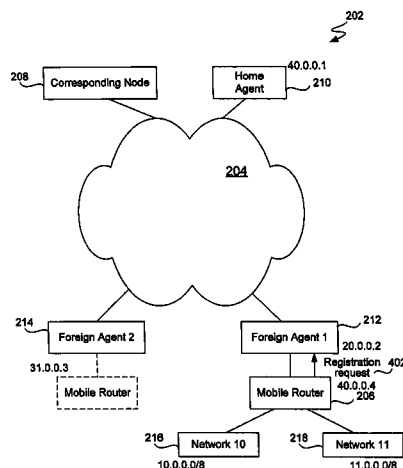 202
208
Corresponding Node
40.0.0.1
Home
Agent
210
204
214
Foreign Agent 2
Foreign Agent 1
212
31.0.0.3
20.0.0.2
Registration
request
402
Mobile Router
40.0.0.4
Mobile Router
206
216
Network 10
218
Network 11
10.0.0.0/8
11.0.0.0/8